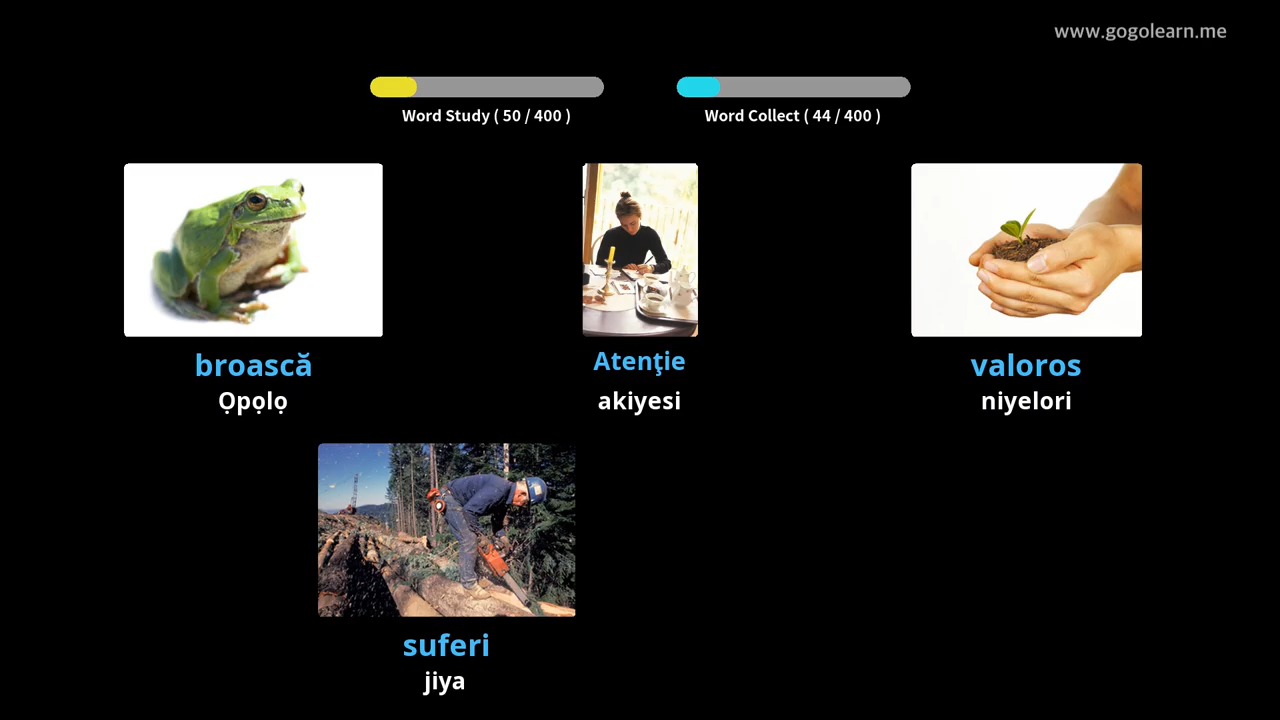 www.gogolearn.me
Word Study ( 50 / 400 )
Word Collect ( 44 / 400 )
broască
Ọpọlọ
Atenţie
akiyesi
valoros
niyelori
suferi
jiya